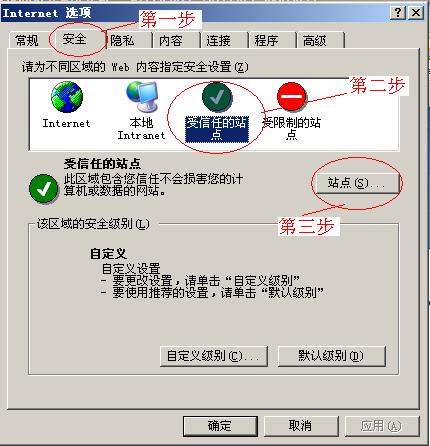 Internet 选项
第一步
常规 安全 隐私 内容 连接 程序 高级
请为不同区域的 Web 内容指定安全设置(Z)
第二步
Internet
本地
Intranet
受信任的站
点
受限制的站
点
受信任的站点
此区域包含您信任不会损害您的计
算机或数据的网站。
站点(S)...
第三步
该区域的安全级别(L)
自定义
自定义设置
- 要更改设置,请单击“自定义级别”
- 要使用推荐的设置,请单击“默认级别”
自定义级别(C)... 默认级别(D)
确定 取消 应用(A)